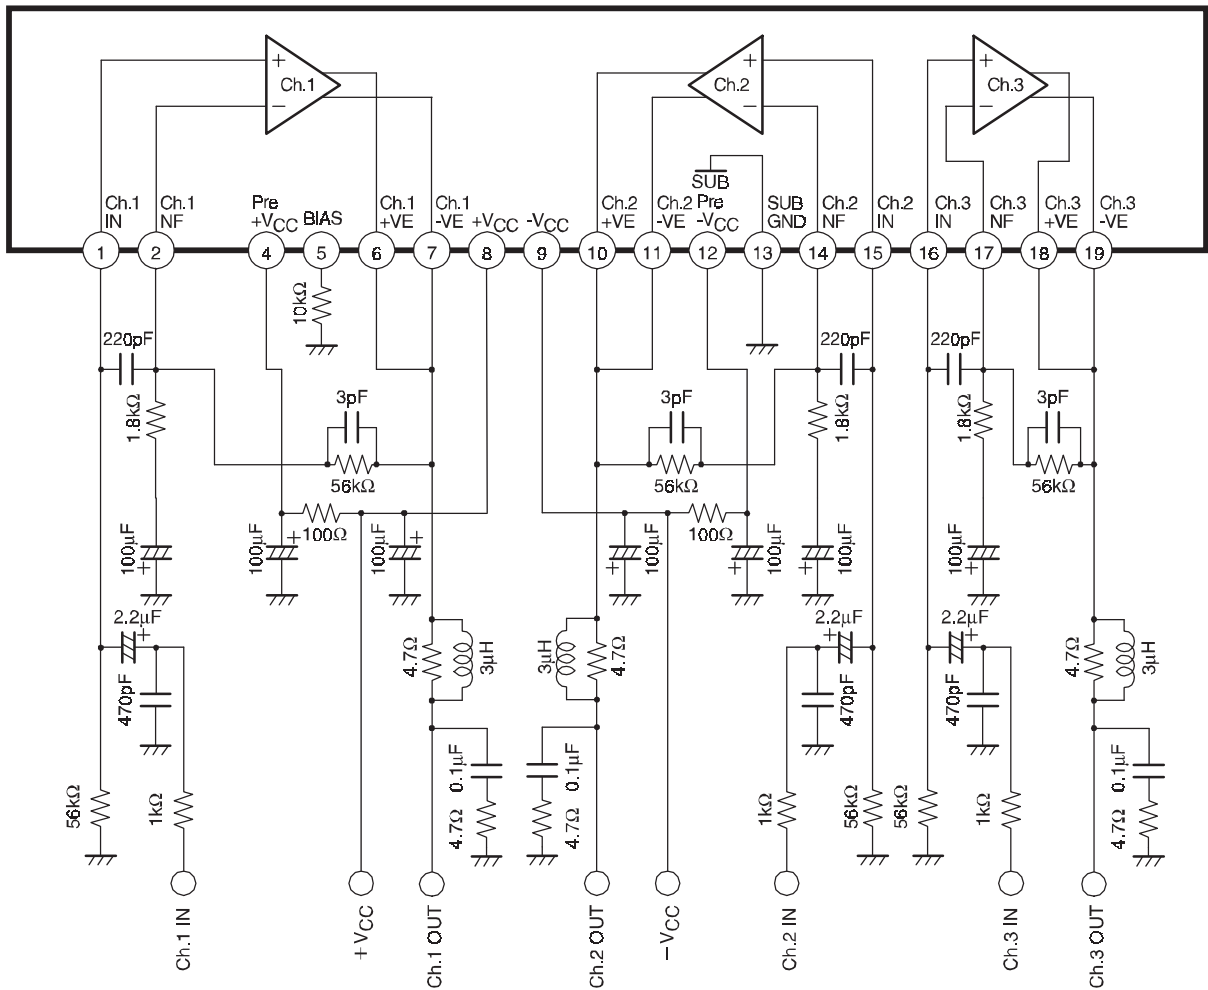 +
Ch.1
−
+
Ch.2
−
+
Ch.3
−
SUB
Ch.1
IN
Ch.1
NF
Pre
+VCC
BIAS
Ch.1
+VE
Ch.1
-VE
+VCC
-VCC
Ch.2
+VE
Ch.2
-VE
Pre
-VCC
SUB
GND
Ch.2
NF
Ch.2
IN
Ch.3
IN
Ch.3
NF
Ch.3
+VE
Ch.3
-VE
1
2
4
5
6
7
8
9
10
11
12
13
14
15
16
17
18
19
10kΩ
220pF
220pF
220pF
1.8kΩ
3pF
3pF
1.8kΩ
1.8kΩ
3pF
56kΩ
56kΩ
56kΩ
100Ω
100Ω
100µF
+
100µF
+
100µF
+
+
100µF
+
100µF
+
100µF
+
100µF
2.2µF
+
2.2µF
+
2.2µF
+
4.7Ω
3µH
3µH
4.7Ω
4.7Ω
3µH
470pF
470pF
470pF
56kΩ
1kΩ
0.1µF
4.7Ω
0.1µF
4.7Ω
1kΩ
56kΩ
56kΩ
1kΩ
0.1µF
4.7Ω
Ch.1 IN
+VCC
Ch.1 OUT
Ch.2 OUT
−VCC
Ch.2 IN
Ch.3 IN
Ch.3 OUT